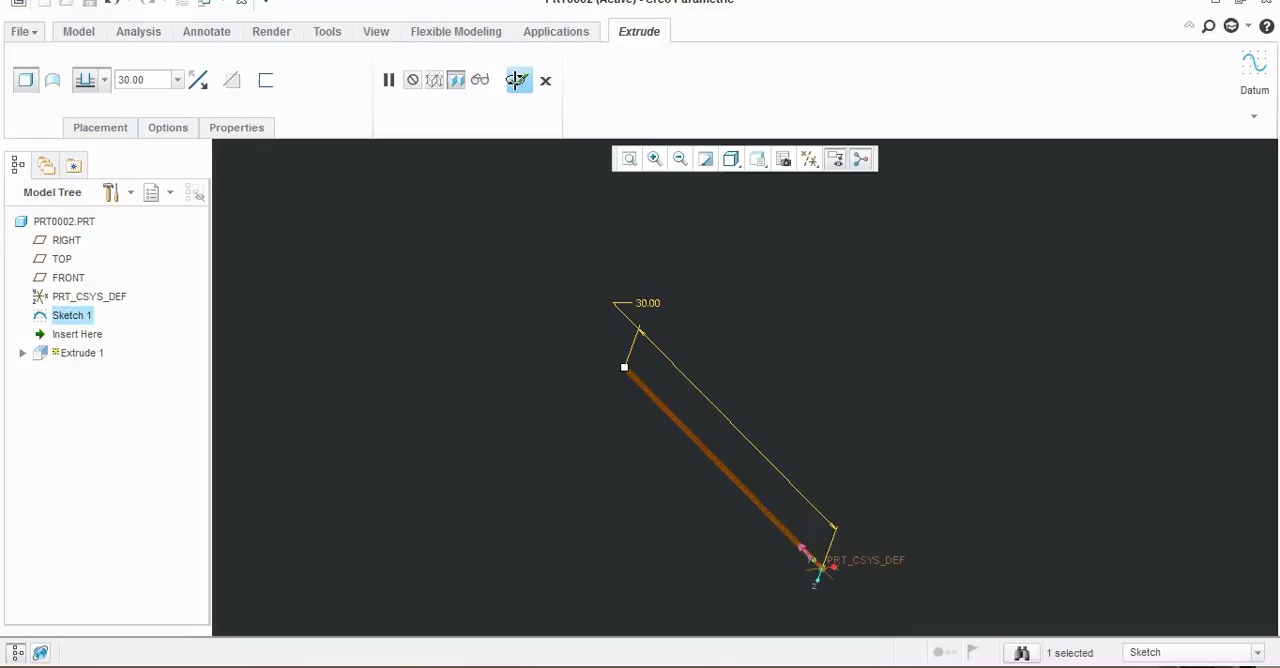 PRT0002 (Active) - Creo Parametric
File
Model
Analysis
Annotate
Render
Tools
View
Flexible Modeling
Applications
Extrude
30.00
Datum
Placement
Options
Properties
Model Tree
PRT0002.PRT
RIGHT
TOP
FRONT
PRT_CSYS_DEF
Sketch 1
Insert Here
Extrude 1
30.00
PRT_CSYS_DEF
z
1 selected
Sketch